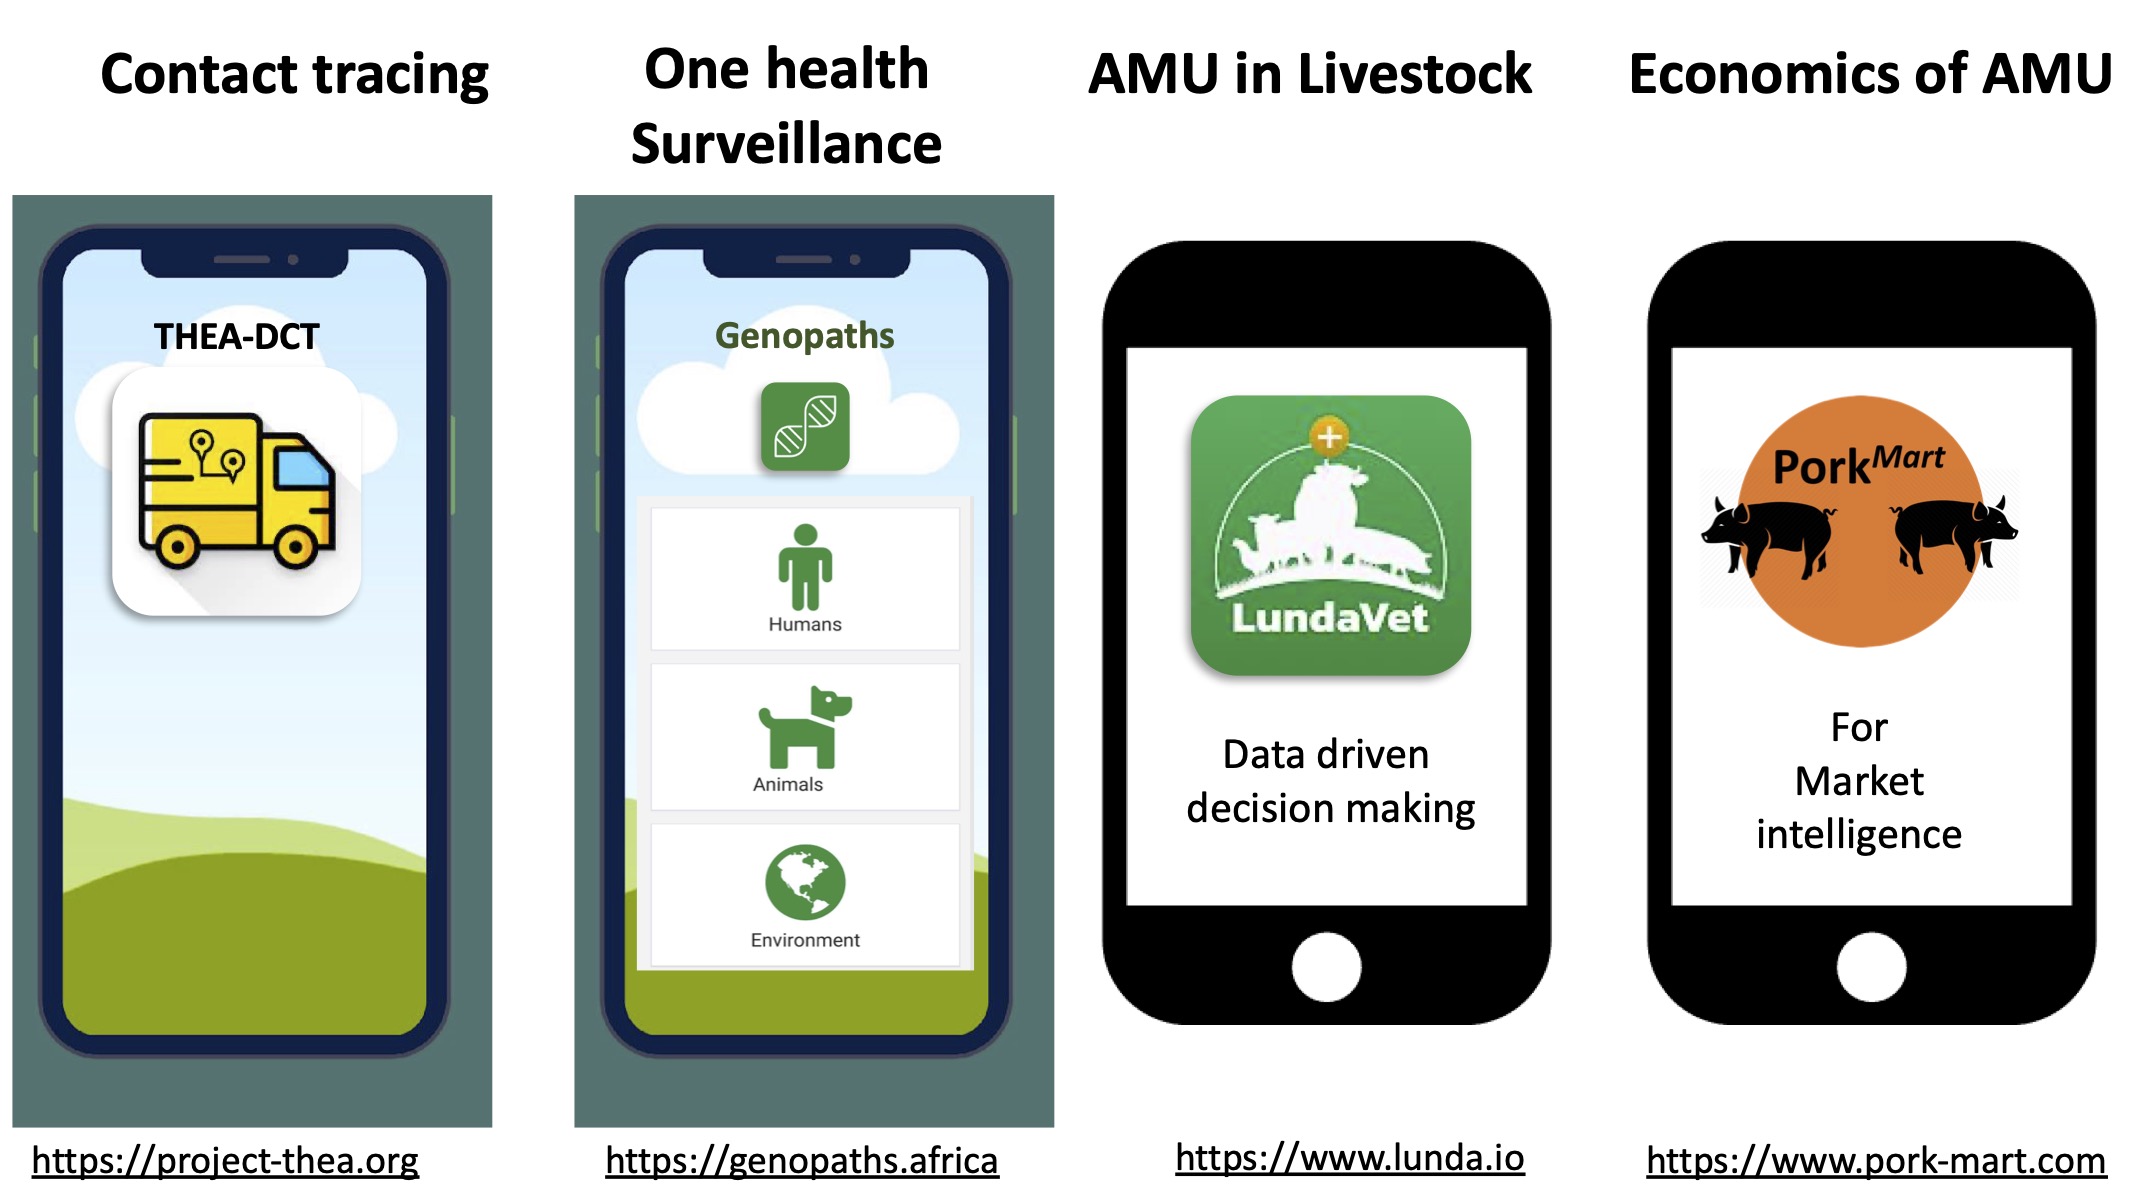 Contact tracing
One health
Surveillance
AMU in Livestock
Economics of AMU
THEA-DCT
Genopaths
Humans
Animals
Environment
LundaVet
Data driven
decision making
PorkMart
For
Market
intelligence
https://project-thea.org
https://genopaths.africa
https://www.lunda.io
https://www.pork-mart.com